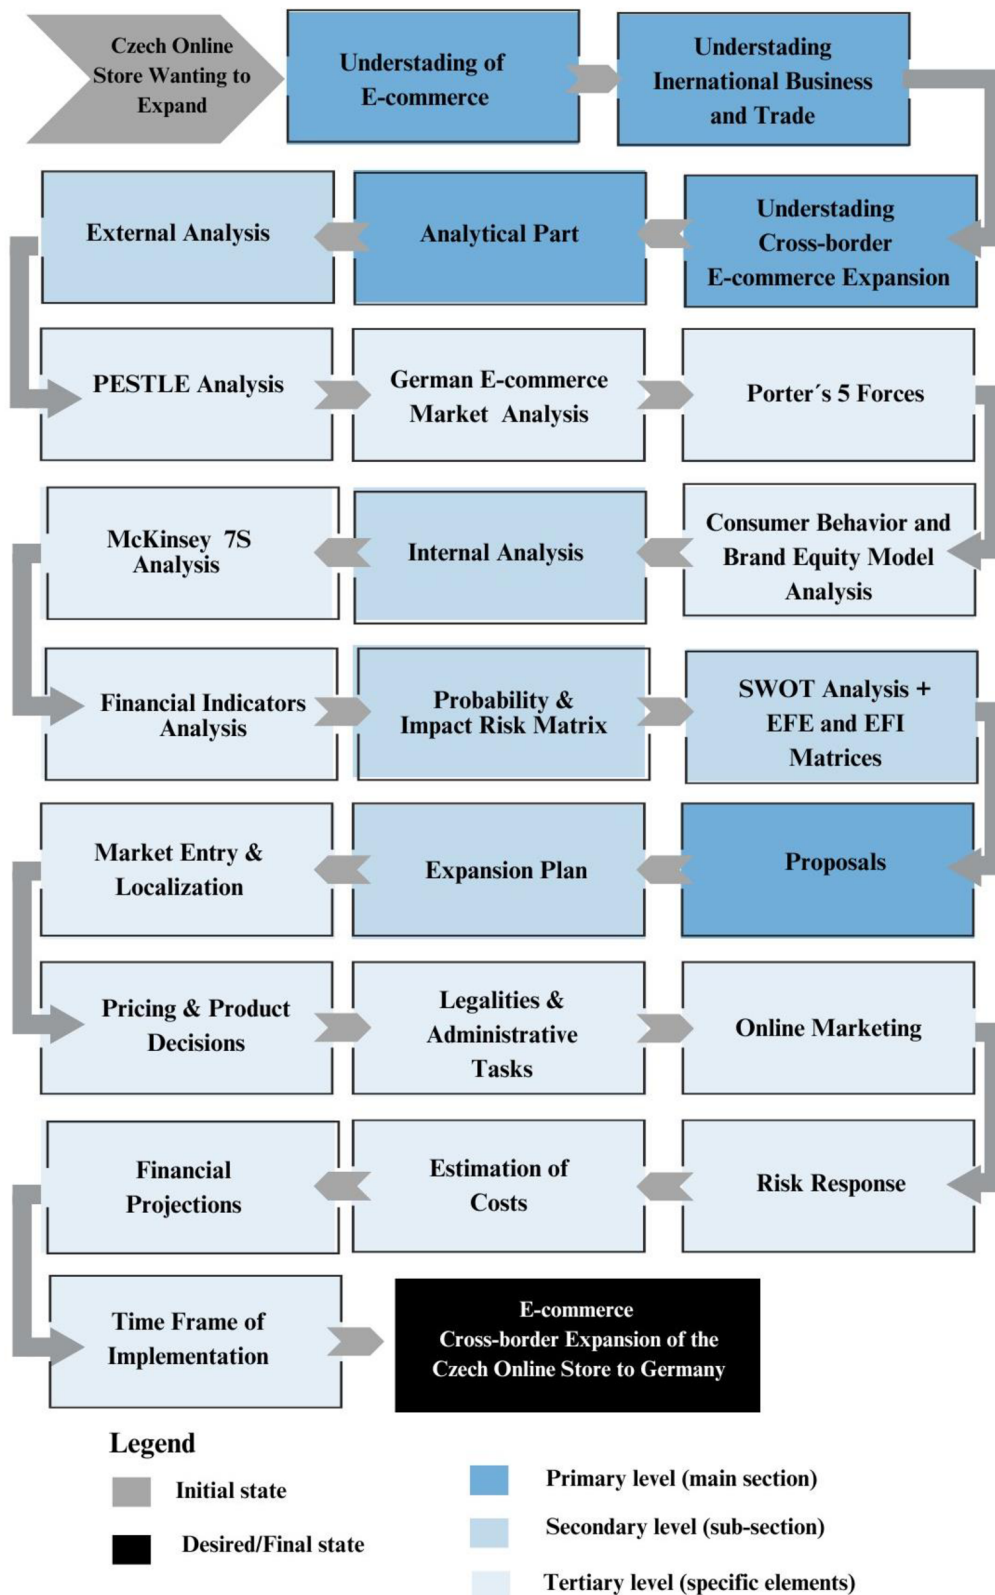 Czech Online
Store Wanting to
Expand
Understading of
E-commerce
Understading
Inernational Business
and Trade
External Analysis
Analytical Part
Understading
Cross-border
E-commerce Expansion
PESTLE Analysis
German E-commerce
Market Analysis
Porter´s 5 Forces
McKinsey 7S
Analysis
Internal Analysis
Consumer Behavior and
Brand Equity Model
Analysis
Financial Indicators
Analysis
Probability &
Impact Risk Matrix
SWOT Analysis +
EFE and EFI
Matrices
Market Entry &
Localization
Expansion Plan
Proposals
Pricing & Product
Decisions
Legalities &
Administrative
Tasks
Online Marketing
Financial
Projections
Estimation of
Costs
Risk Response
Time Frame of
Implementation
E-commerce
Cross-border Expansion of the
Czech Online Store to Germany
Legend
Initial state
Desired/Final state
Primary level (main section)
Secondary level (sub-section)
Tertiary level (specific elements)